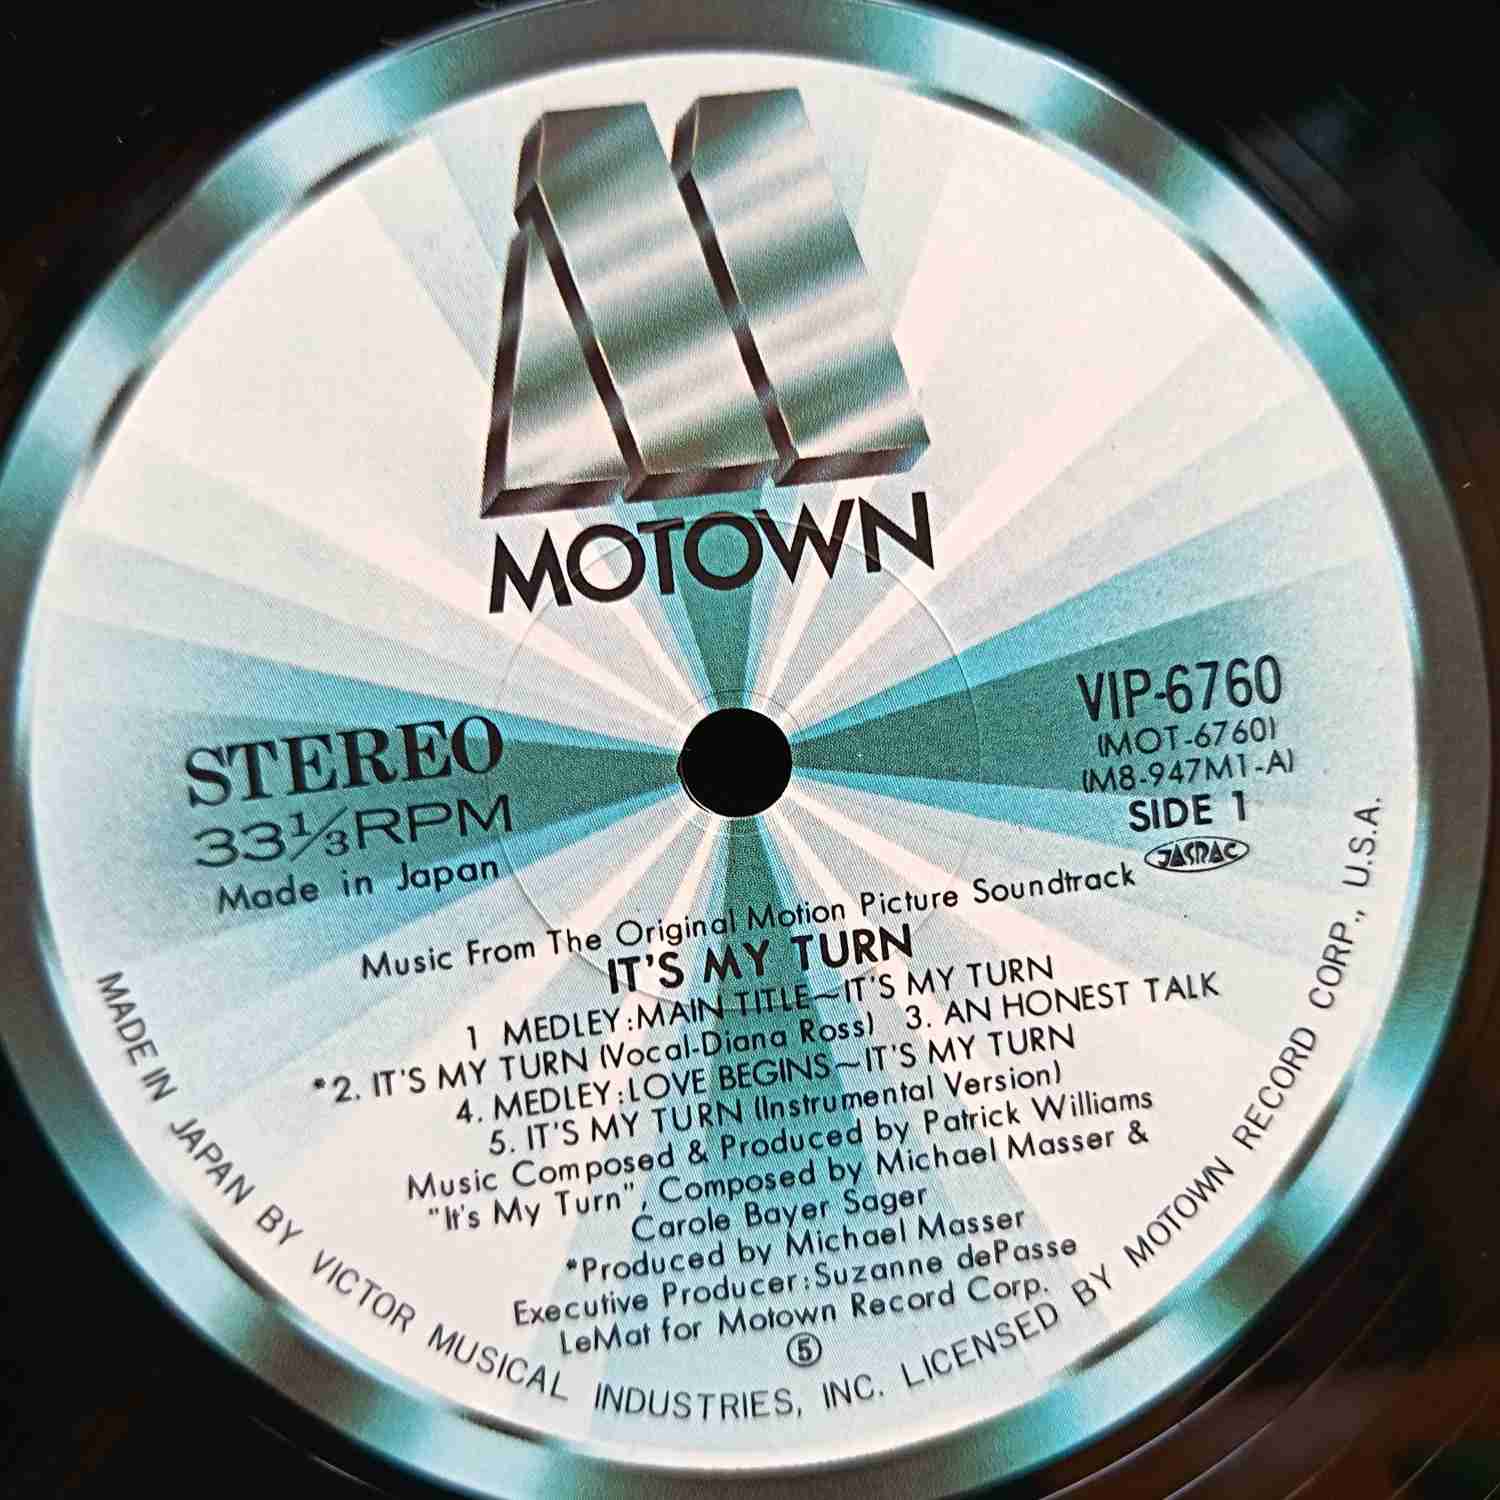 MOTOWN
STEREO
33⅓RPM
Made in Japan
VIP-6760
(MOT-6760)
(M8-947M1-A)
SIDE 1
JASRAC
Music From The Original Motion Picture Soundtrack
IT'S MY TURN
1 MEDLEY:MAIN TITLE~IT'S MY TURN
*2. IT'S MY TURN (Vocal-Diana Ross) 3. AN HONEST TALK
4. MEDLEY:LOVE BEGINS~IT'S MY TURN
5. IT'S MY TURN (Instrumental Version)
Music Composed & Produced by Patrick Williams
"It's My Turn", Composed by Michael Masser &
Carole Bayer Sager
*Produced by Michael Masser
Executive Producer:Suzanne dePasse
LeMat for Motown Record Corp.
⑤
MADE IN JAPAN BY VICTOR MUSICAL INDUSTRIES, INC. LICENSED BY MOTOWN RECORD CORP., U.S.A.